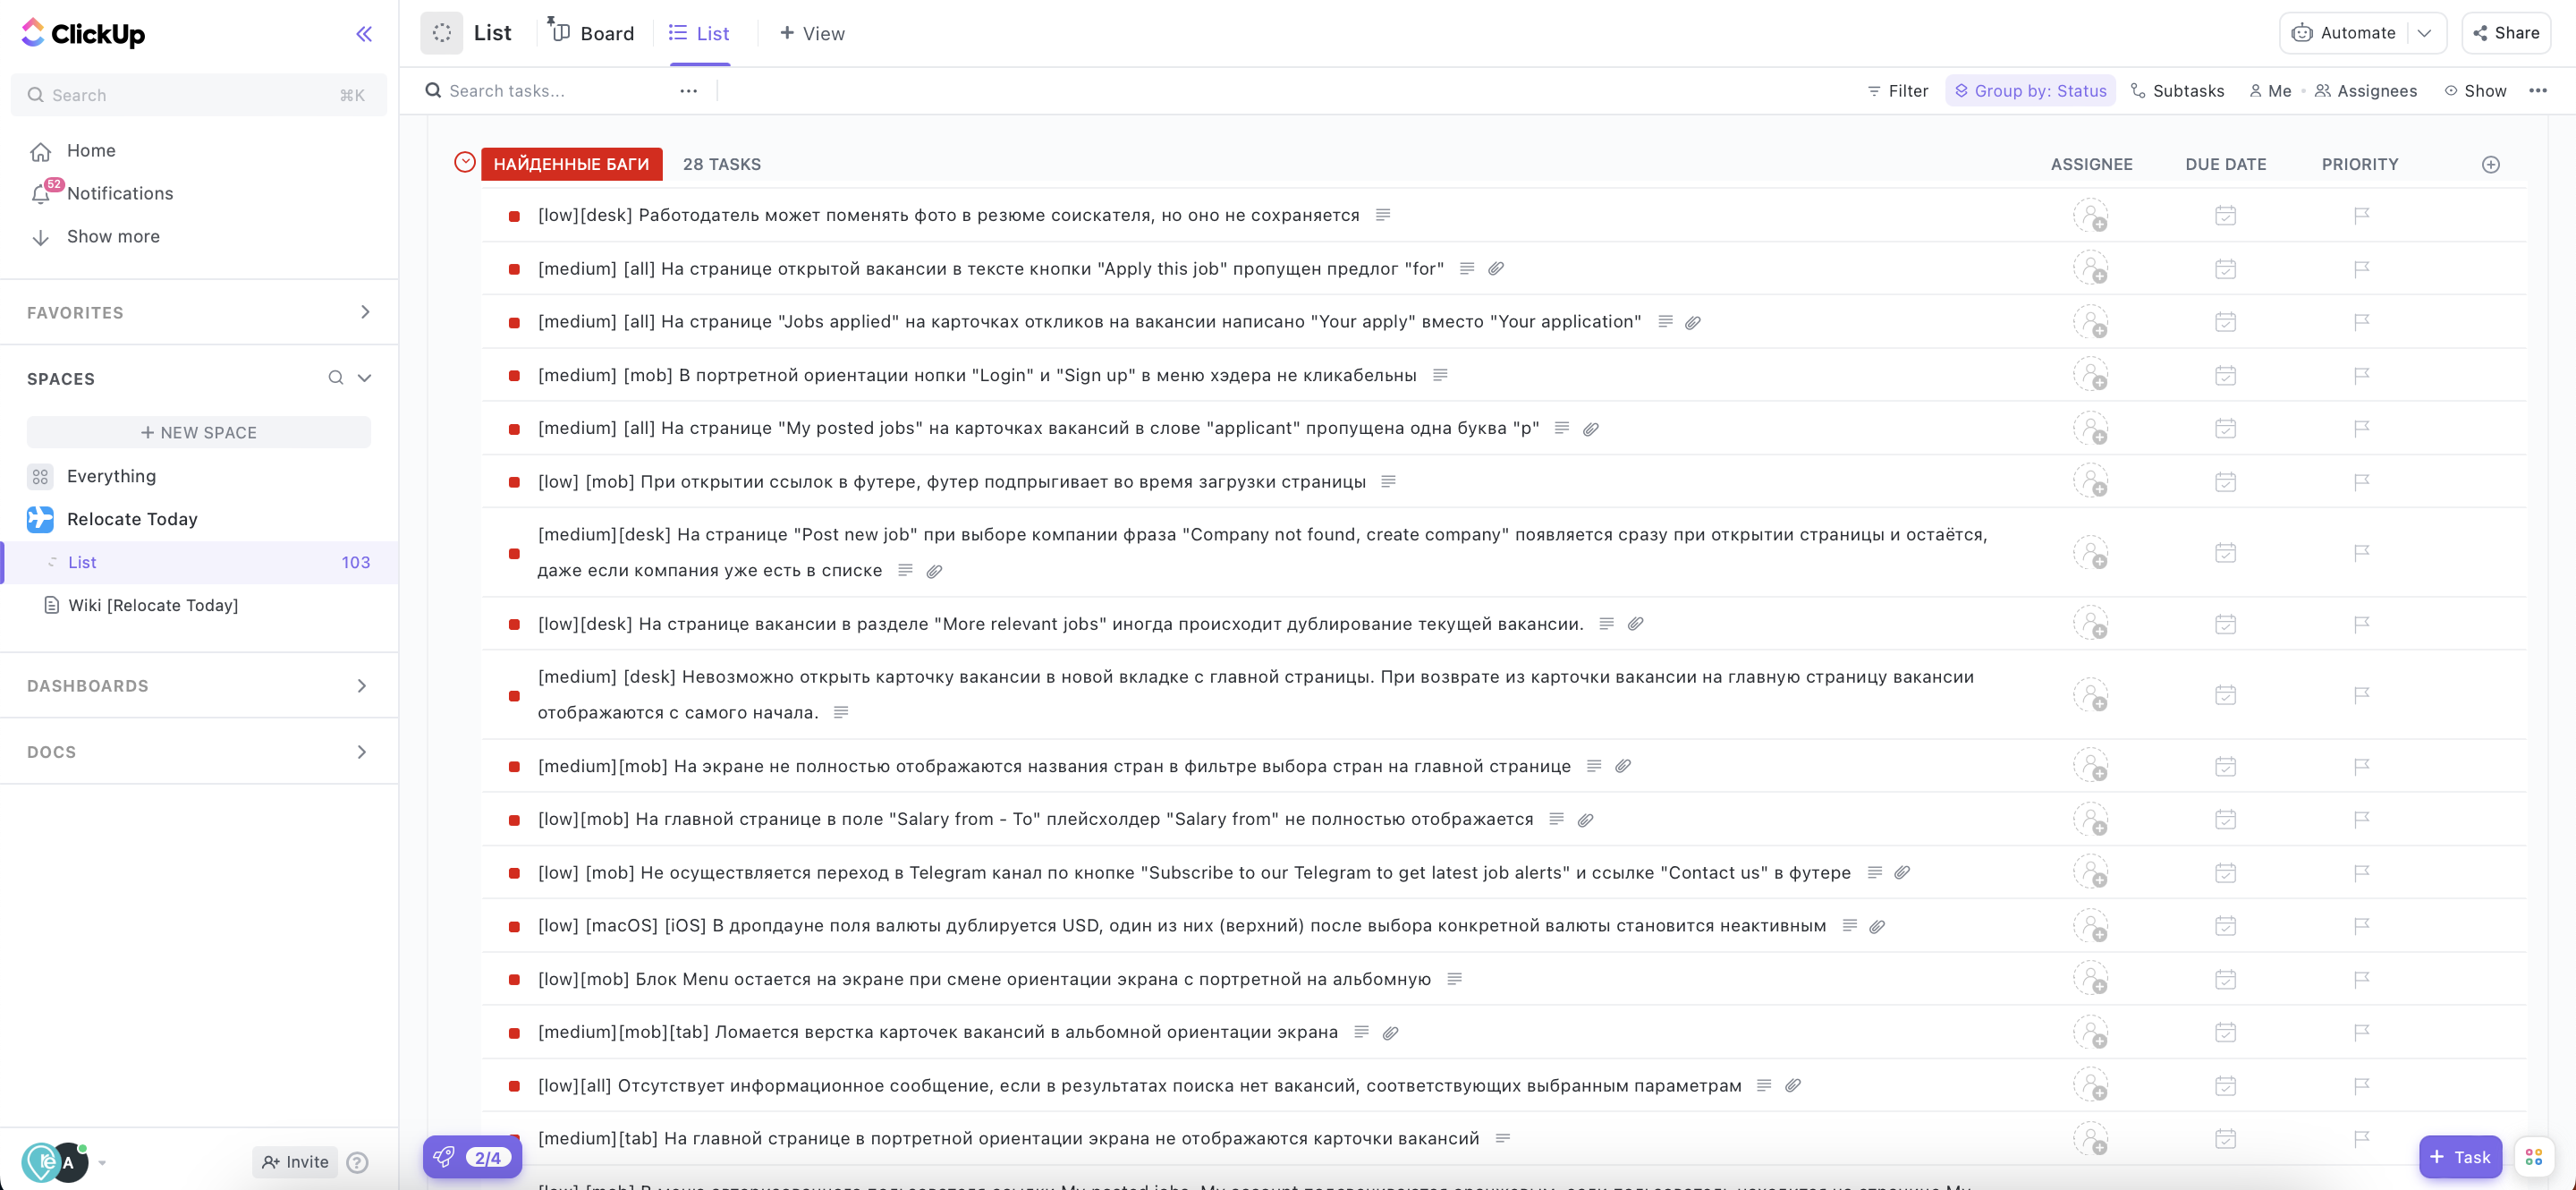 ClickUp
Search ⌘K
Home
52
Notifications
Show more
FAVORITES
SPACES
+ NEW SPACE
Everything
Relocate Today
List 103
Wiki [Relocate Today]
DASHBOARDS
DOCS
A
Invite
List
Board
List
+ View
Automate
Share
Search tasks...
Filter
Group by: Status
Subtasks
Me
Assignees
Show
НАЙДЕННЫЕ БАГИ 28 TASKS ASSIGNEE DUE DATE PRIORITY
[low][desk] Работодатель может поменять фото в резюме соискателя, но оно не сохраняется
[medium] [all] На странице открытой вакансии в тексте кнопки "Apply this job" пропущен предлог "for"
[medium] [all] На странице "Jobs applied" на карточках откликов на вакансии написано "Your apply" вместо "Your application"
[medium] [mob] В портретной ориентации нопки "Login" и "Sign up" в меню хэдера не кликабельны
[medium] [all] На странице "My posted jobs" на карточках вакансий в слове "applicant" пропущена одна буква "p"
[low] [mob] При открытии ссылок в футере, футер подпрыгивает во время загрузки страницы
[medium][desk] На странице "Post new job" при выборе компании фраза "Company not found, create company" появляется сразу при открытии страницы и остаётся,
даже если компания уже есть в списке
[low][desk] На странице вакансии в разделе "More relevant jobs" иногда происходит дублирование текущей вакансии.
[medium] [desk] Невозможно открыть карточку вакансии в новой вкладке с главной страницы. При возврате из карточки вакансии на главную страницу вакансии
отображаются с самого начала.
[medium][mob] На экране не полностью отображаются названия стран в фильтре выбора стран на главной странице
[low][mob] На главной странице в поле "Salary from - To" плейсхолдер "Salary from" не полностью отображается
[low] [mob] Не осуществляется переход в Telegram канал по кнопке "Subscribe to our Telegram to get latest job alerts" и ссылке "Contact us" в футере
[low] [macOS] [iOS] В дропдауне поля валюты дублируется USD, один из них (верхний) после выбора конкретной валюты становится неактивным
[low][mob] Блок Menu остается на экране при смене ориентации экрана с портретной на альбомную
[medium][mob][tab] Ломается верстка карточек вакансий в альбомной ориентации экрана
[low][all] Отсутствует информационное сообщение, если в результатах поиска нет вакансий, соответствующих выбранным параметрам
[medium][tab] На главной странице в портретной ориентации экрана не отображаются карточки вакансий
2/4
+ Task